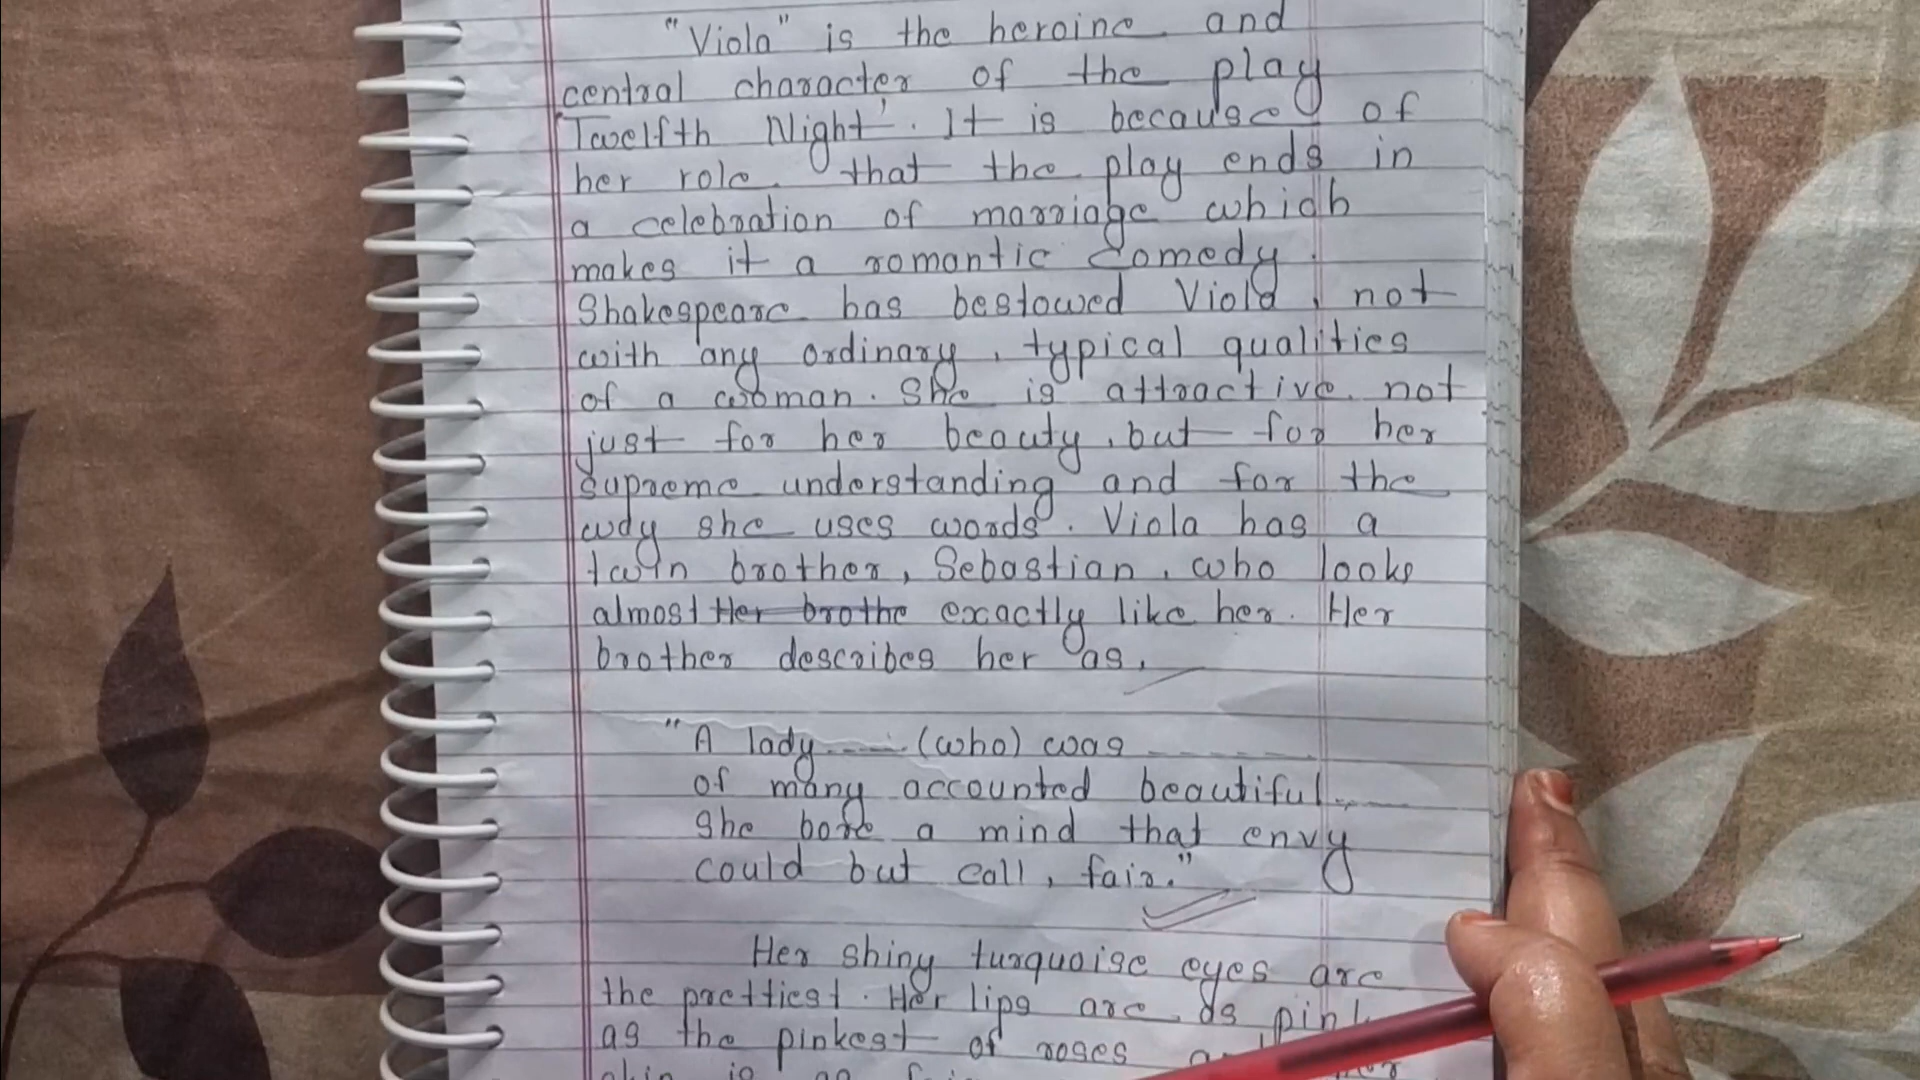 "Viola" is the heroine and
central character of the play
'Twelfth Night'. It is because of
her role that the play ends in
a celebration of marriage which
makes it a romantic comedy.
Shakespeare has bestowed Viola, not
with any ordinary, typical qualities
of a woman. She is attractive not
just for her beauty, but for her
supreme understanding and for the
way she uses words. Viola has a
twin brother, Sebastian, who looks
almost Her brothe exactly like her. Her
brother describes her as,
"A lady ---- (who) was ------
of many accounted beautiful,---
She bore a mind that envy
could but call, fair."
Her shiny turquoise eyes are
the prettiest. Her lips are as pink
as the pinkest of roses
skin is as